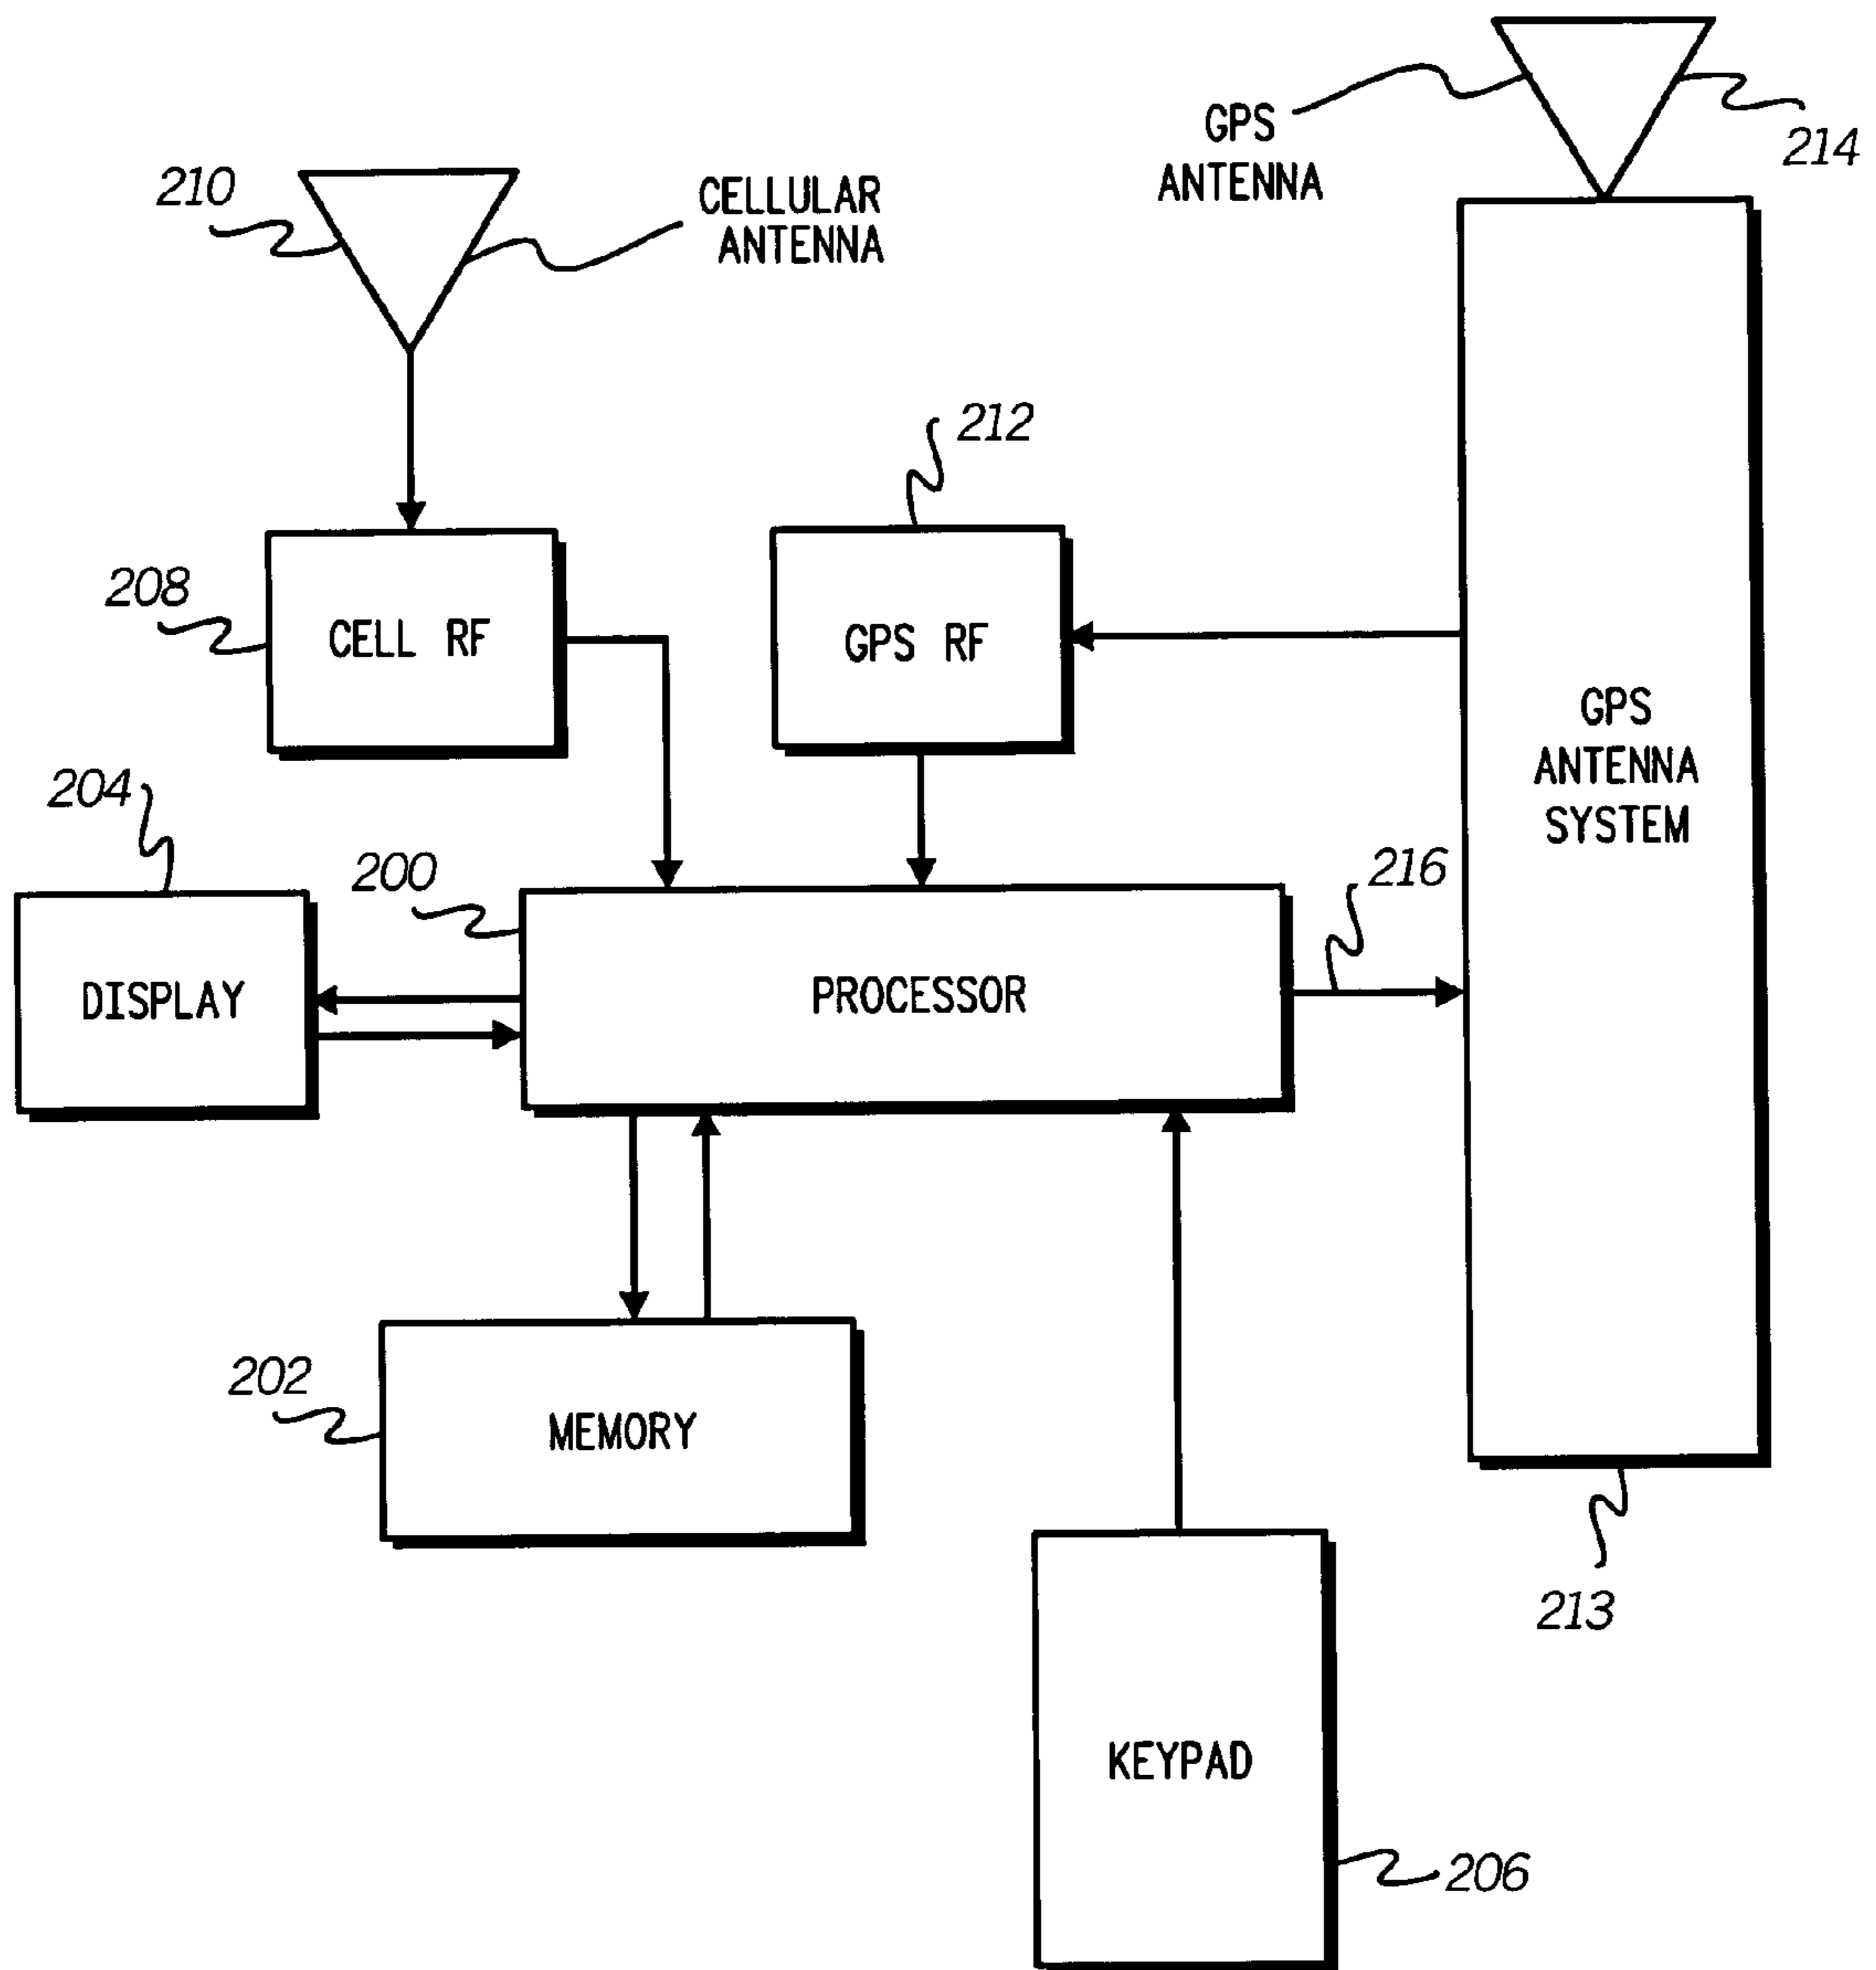 GPS
ANTENNA
214
210
CELLULAR
ANTENNA
212
208
CELL RF
GPS RF
GPS
ANTENNA
SYSTEM
204
200
216
DISPLAY
PROCESSOR
202
MEMORY
213
KEYPAD
206